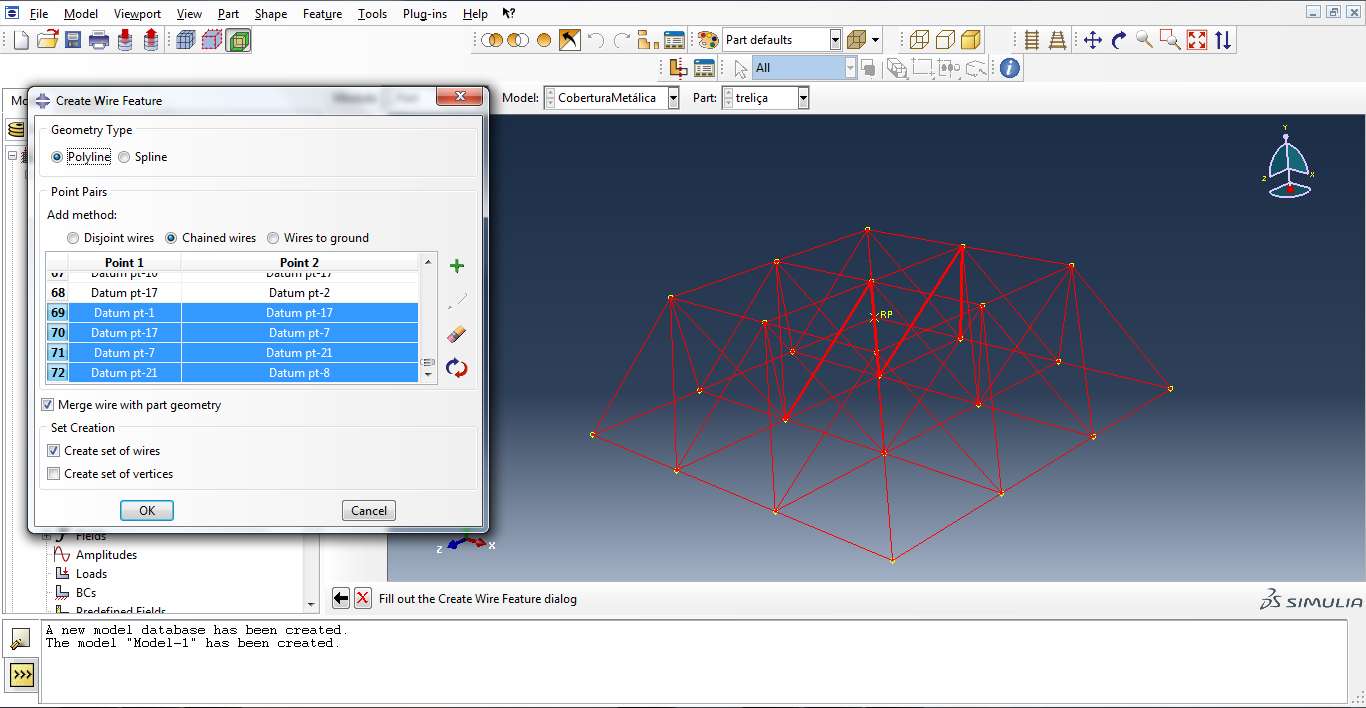 File Model Viewport View Part Shape Feature Tools Plug-ins Help
Part defaults
All
Create Wire Feature
Model: CoberturaMetálica Part: treliça
Geometry Type
Polyline Spline
Point Pairs
Add method:
Disjoint wires Chained wires Wires to ground
Point 1 Point 2
67 Datum pt-16 Datum pt-17
68 Datum pt-17 Datum pt-2
69 Datum pt-1 Datum pt-17
70 Datum pt-17 Datum pt-7
71 Datum pt-7 Datum pt-21
72 Datum pt-21 Datum pt-8
Merge wire with part geometry
Set Creation
Create set of wires
Create set of vertices
OK Cancel
RP
Y
Z X
Fields
Amplitudes
Loads
BCs
Predefined Fields
Z X
Fill out the Create Wire Feature dialog
SIMULIA
A new model database has been created.
The model "Model-1" has been created.
>>>